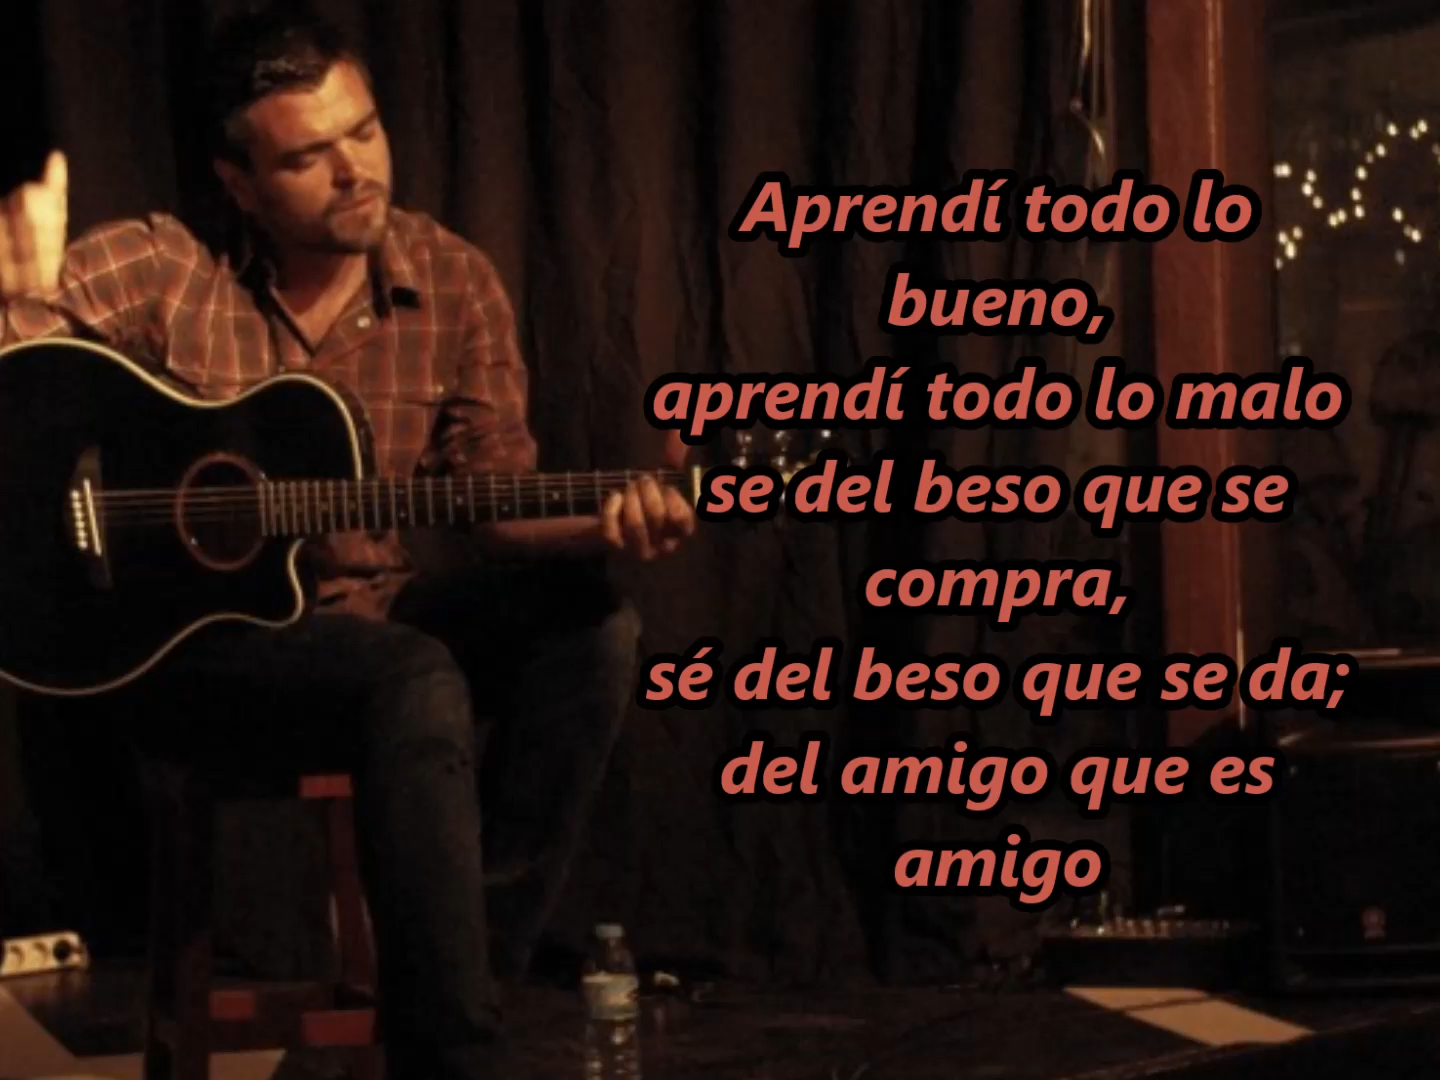 Aprendí todo lo
bueno,
aprendí todo lo malo
se del beso que se
compra,
sé del beso que se da;
del amigo que es
amigo